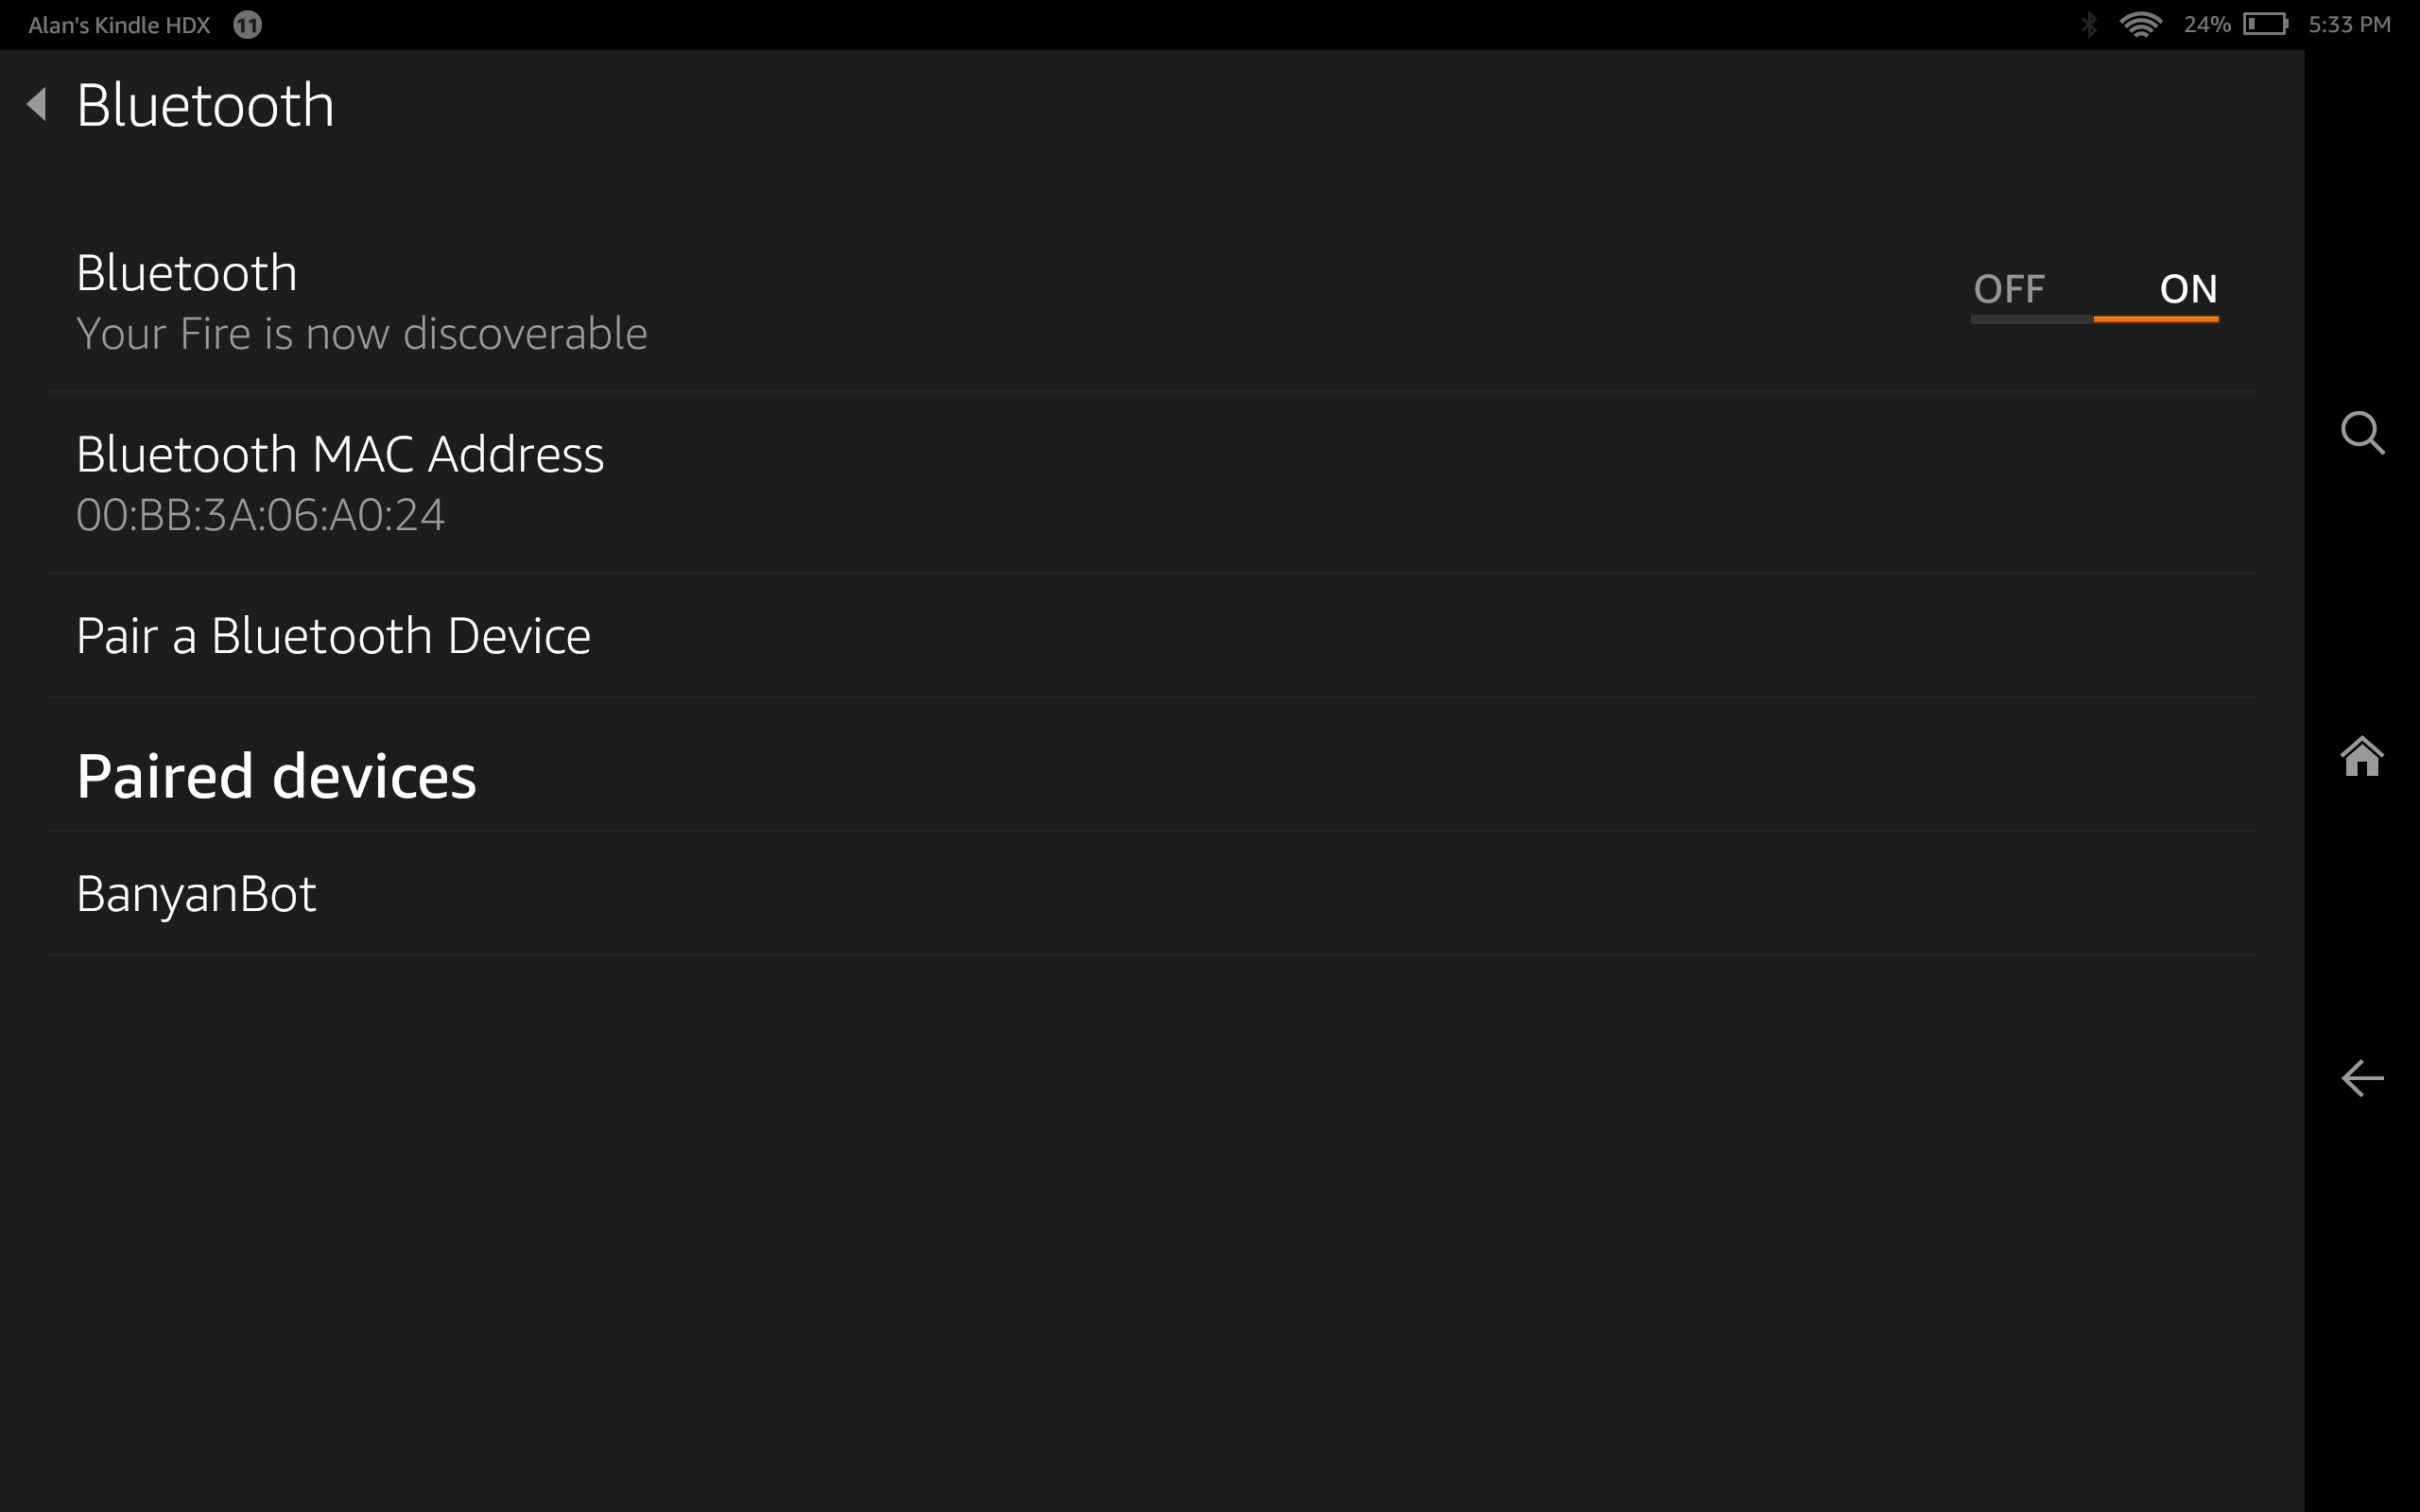 Alan's Kindle HDX 11 24% 5:33 PM
Bluetooth
Bluetooth
Your Fire is now discoverable
OFF ON
Bluetooth MAC Address
00:BB:3A:06:A0:24
Pair a Bluetooth Device
Paired devices
BanyanBot